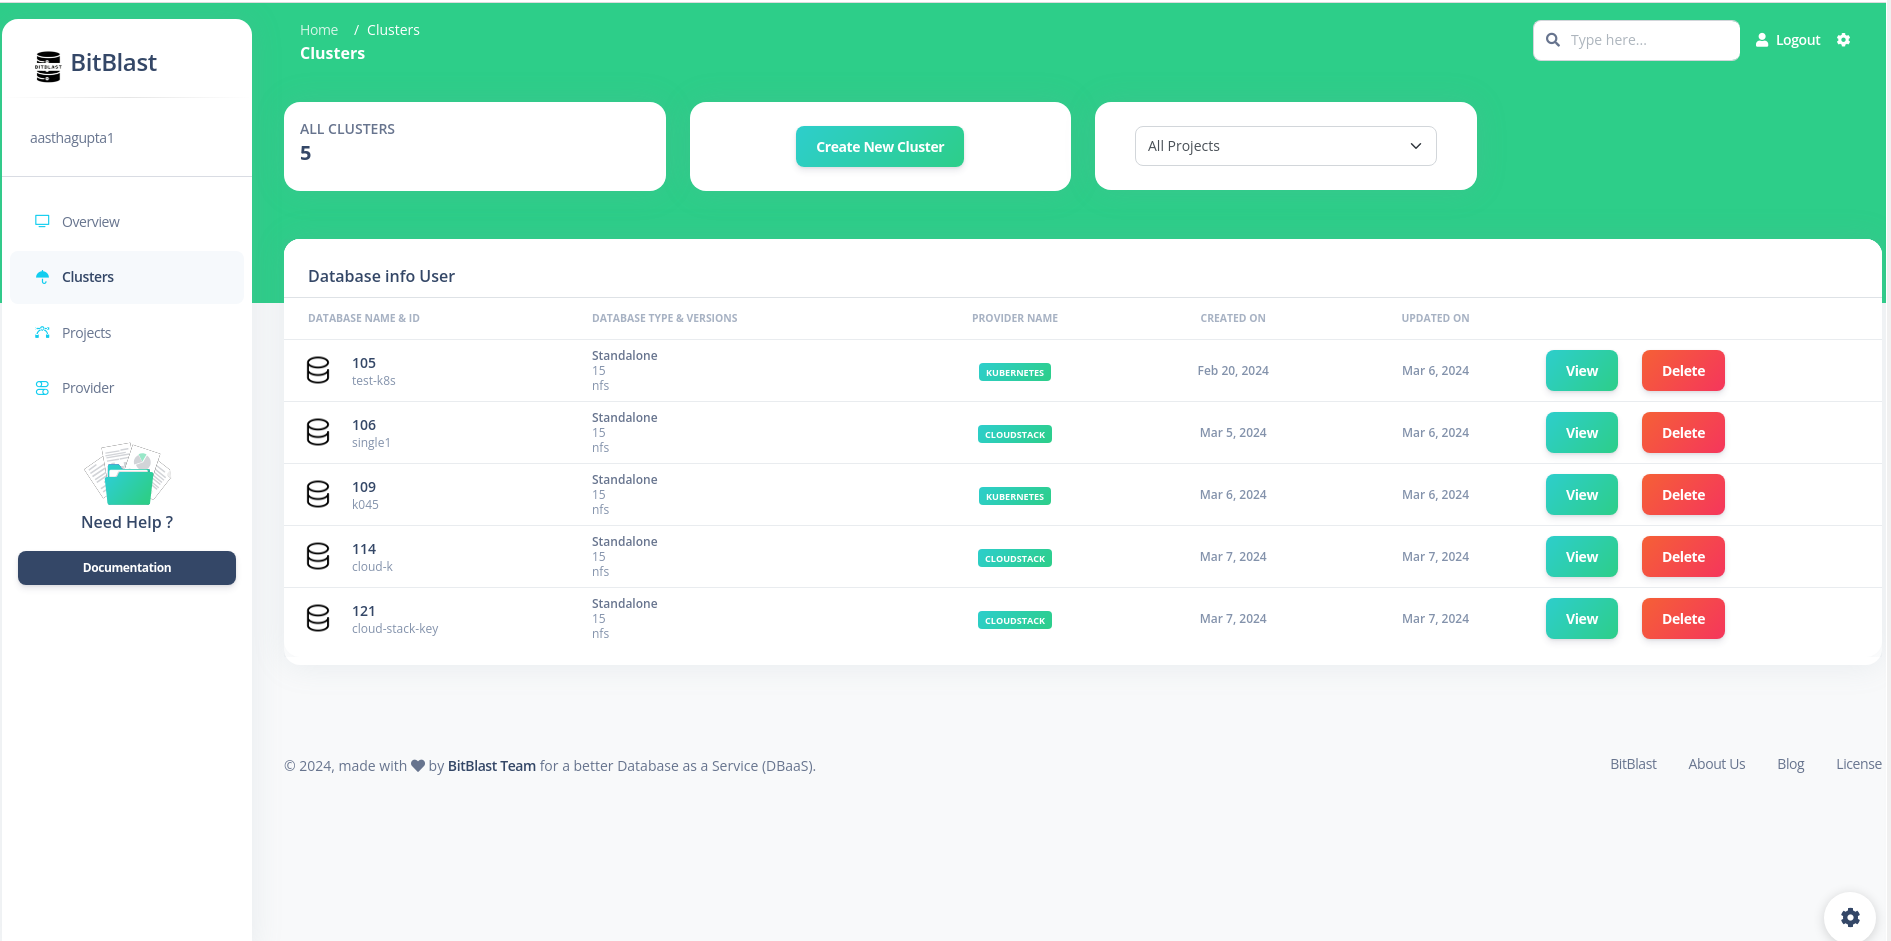 BitBlast
aasthagupta1
Overview
Clusters
Projects
Provider
Need Help ?
Documentation
Home / Clusters
Clusters
Type here...
Logout
ALL CLUSTERS
5
Create New Cluster
All Projects
Database info User
DATABASE NAME & ID DATABASE TYPE & VERSIONS PROVIDER NAME CREATED ON UPDATED ON
105
test-k8s
Standalone
15
nfs
KUBERNETES
Feb 20, 2024
Mar 6, 2024
View
Delete
106
single1
Standalone
15
nfs
CLOUDSTACK
Mar 5, 2024
Mar 6, 2024
View
Delete
109
k045
Standalone
15
nfs
KUBERNETES
Mar 6, 2024
Mar 6, 2024
View
Delete
114
cloud-k
Standalone
15
nfs
CLOUDSTACK
Mar 7, 2024
Mar 7, 2024
View
Delete
121
cloud-stack-key
Standalone
15
nfs
CLOUDSTACK
Mar 7, 2024
Mar 7, 2024
View
Delete
© 2024, made with ♥ by BitBlast Team for a better Database as a Service (DBaaS).
BitBlast About Us Blog License